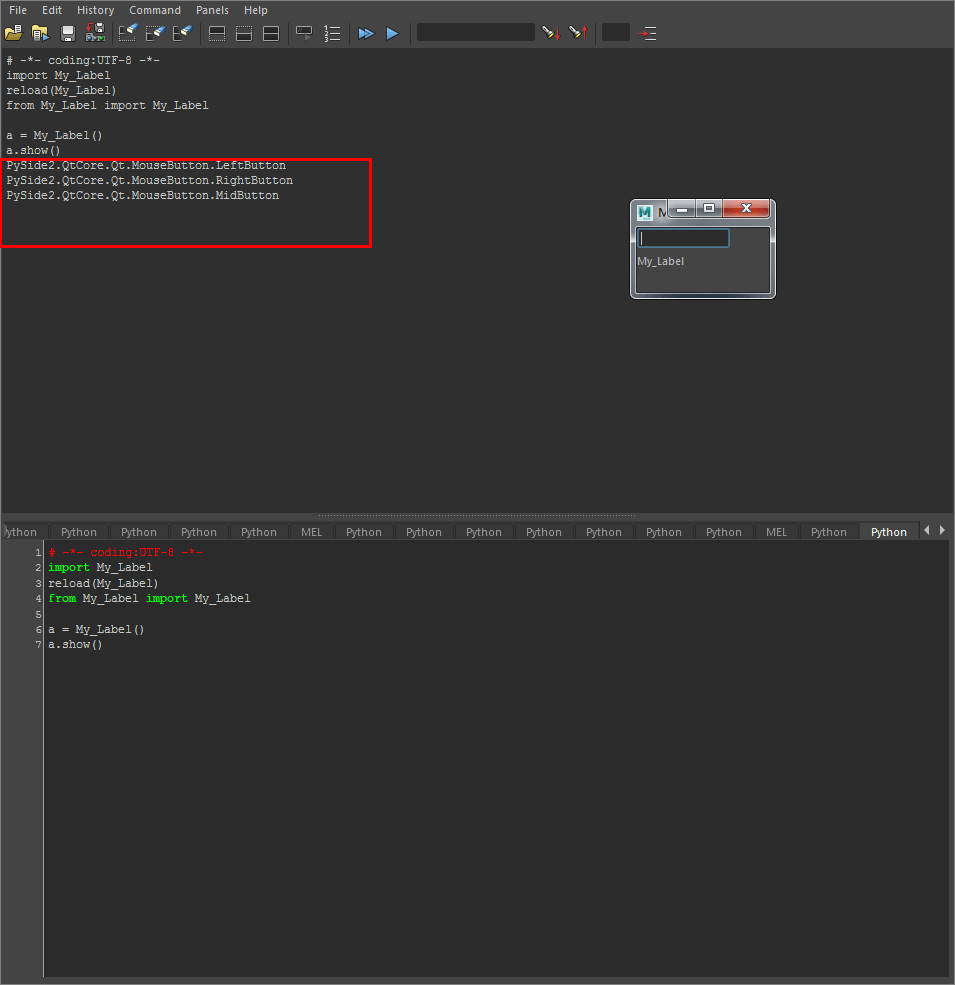 File Edit History Command Panels Help
# -*- coding:UTF-8 -*-
import My_Label
reload(My_Label)
from My_Label import My_Label
a = My_Label()
a.show()
PySide2.QtCore.Qt.MouseButton.LeftButton
PySide2.QtCore.Qt.MouseButton.RightButton
PySide2.QtCore.Qt.MouseButton.MidButton
M M
My_Label
ython Python Python Python Python MEL Python Python Python Python Python Python Python MEL Python Python
1 # -*- coding:UTF-8 -*-
2 import My_Label
3 reload(My_Label)
4 from My_Label import My_Label
5
6 a = My_Label()
7 a.show()